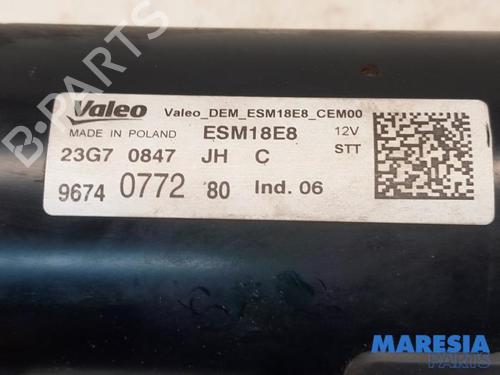 Valeo Valeo_DEM_ESM18E8_CEM00
MADE IN POLAND ESM18E8 12V
23G7 0847 JH C STT
9674 0772 80 Ind. 06
B-PARTS
MARESIA
PARTS